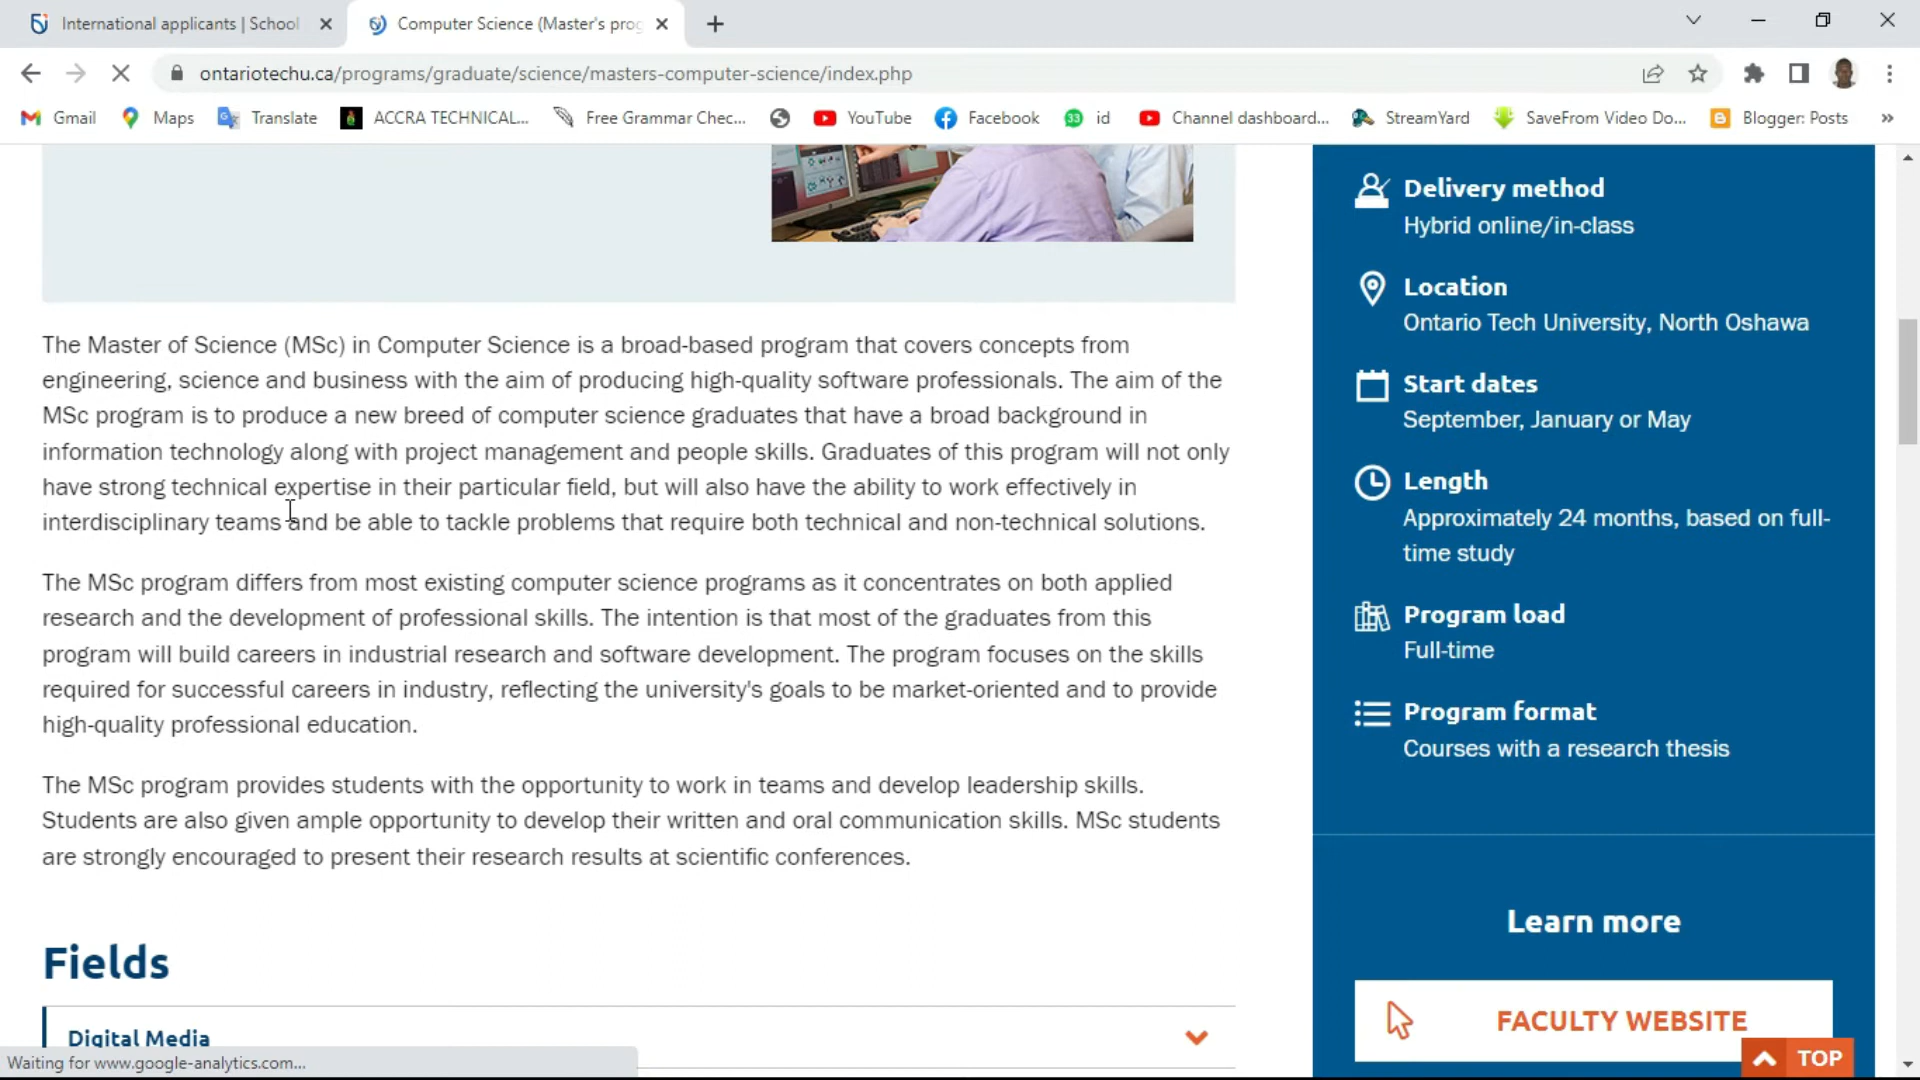 International applicants | School
Computer Science (Master's prog
ontariotechu.ca/programs/graduate/science/masters-computer-science/index.php
Gmail
Maps
Translate
ACCRA TECHNICAL...
Free Grammar Chec...
YouTube
Facebook
33
id
Channel dashboard...
StreamYard
SaveFrom Video Do...
Blogger: Posts
»
The Master of Science (MSc) in Computer Science is a broad-based program that covers concepts from
engineering, science and business with the aim of producing high-quality software professionals. The aim of the
MSc program is to produce a new breed of computer science graduates that have a broad background in
information technology along with project management and people skills. Graduates of this program will not only
have strong technical expertise in their particular field, but will also have the ability to work effectively in
interdisciplinary teams and be able to tackle problems that require both technical and non-technical solutions.
The MSc program differs from most existing computer science programs as it concentrates on both applied
research and the development of professional skills. The intention is that most of the graduates from this
program will build careers in industrial research and software development. The program focuses on the skills
required for successful careers in industry, reflecting the university's goals to be market-oriented and to provide
high-quality professional education.
The MSc program provides students with the opportunity to work in teams and develop leadership skills.
Students are also given ample opportunity to develop their written and oral communication skills. MSc students
are strongly encouraged to present their research results at scientific conferences.
Fields
Digital Media
Delivery method
Hybrid online/in-class
Location
Ontario Tech University, North Oshawa
Start dates
September, January or May
Length
Approximately 24 months, based on full-
time study
Program load
Full-time
Program format
Courses with a research thesis
Learn more
FACULTY WEBSITE
TOP
Waiting for www.google-analytics.com...